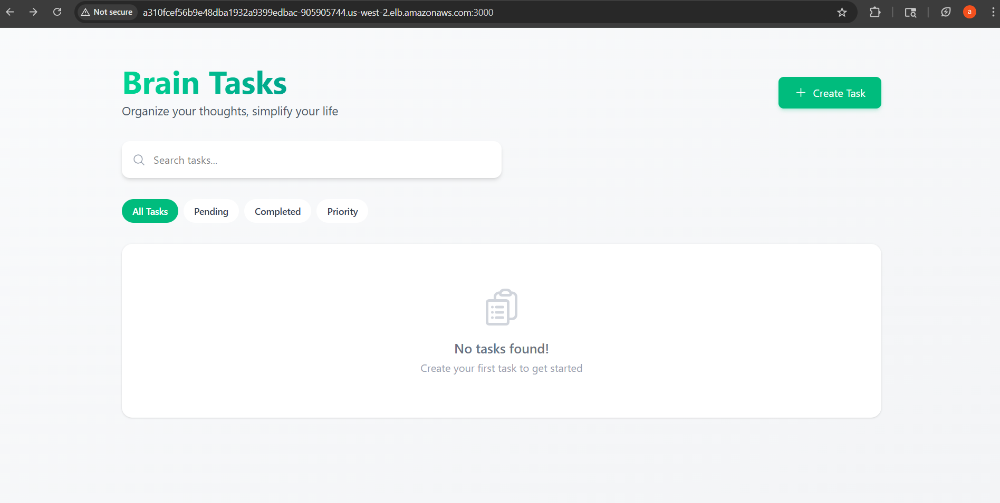 Not secure a310fcef56b9e48dba1932a9399edbac-905905744.us-west-2.elb.amazonaws.com:3000 a
Brain Tasks
Organize your thoughts, simplify your life
Create Task
Search tasks...
All Tasks Pending Completed Priority
No tasks found!
Create your first task to get started